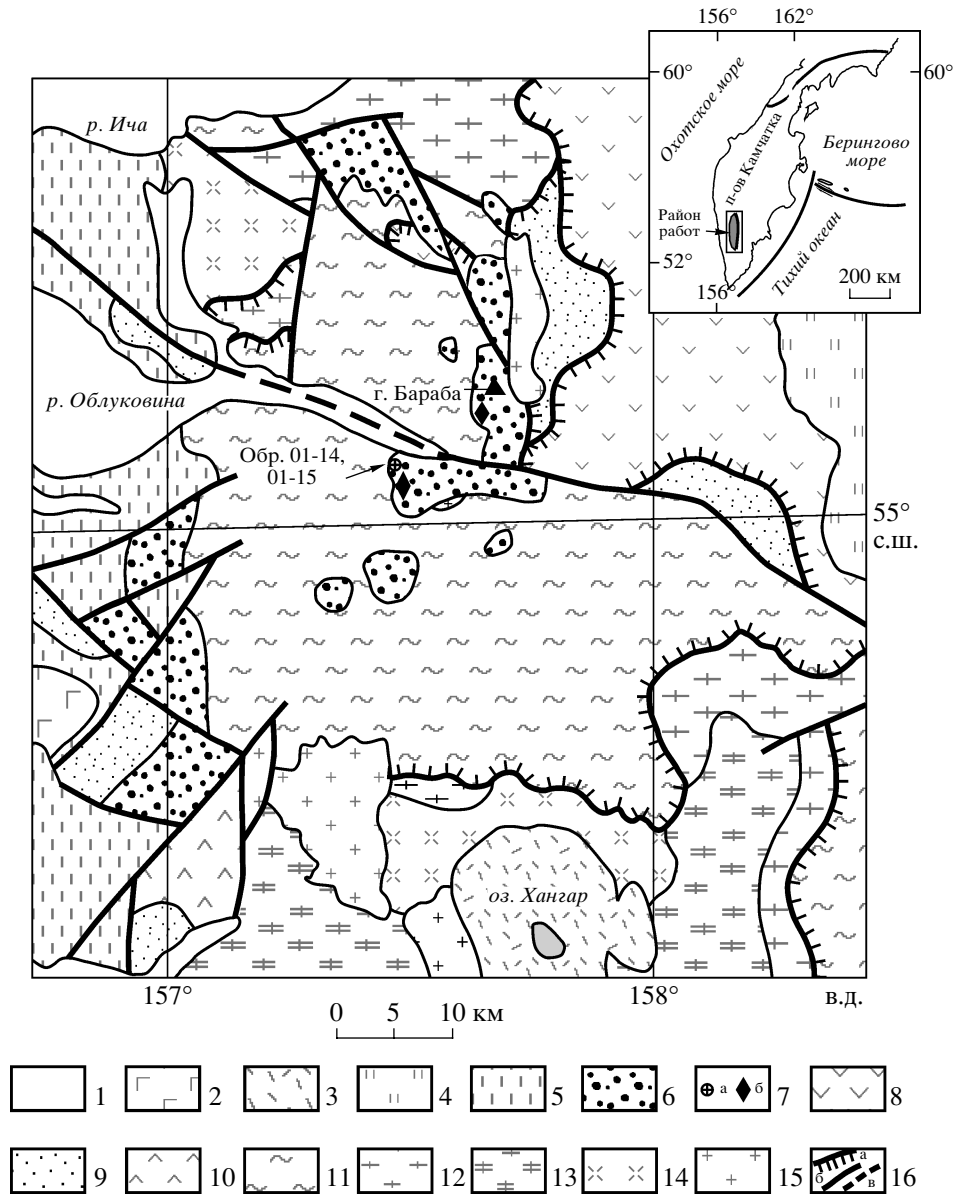 156° 162°
60° 60°
Охотское море
п-ов Камчатка
Берингово
море
Район
работ
Тихий океан
52°
156°
200 км
р. Ича
р. Облуковина
г. Бараба
Обр. 01-14,
01-15
55°
с.ш.
оз. Хангар
157° 158° в.д.
0 5 10 км
1 2 3 4 5 6 а б 7 8
9 10 11 12 13 14 15 а б в 16